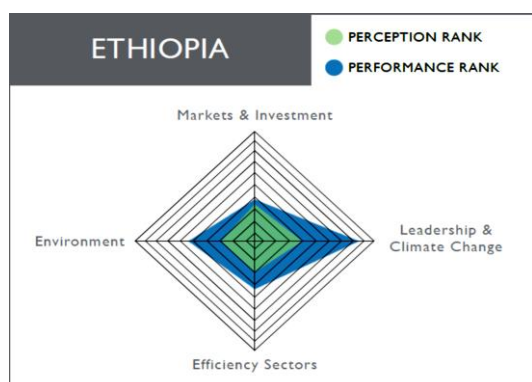 ETHIOPIA
PERCEPTION RANK
PERFORMANCE RANK
Markets & Investment
Environment
Leadership &
Climate Change
Efficiency Sectors